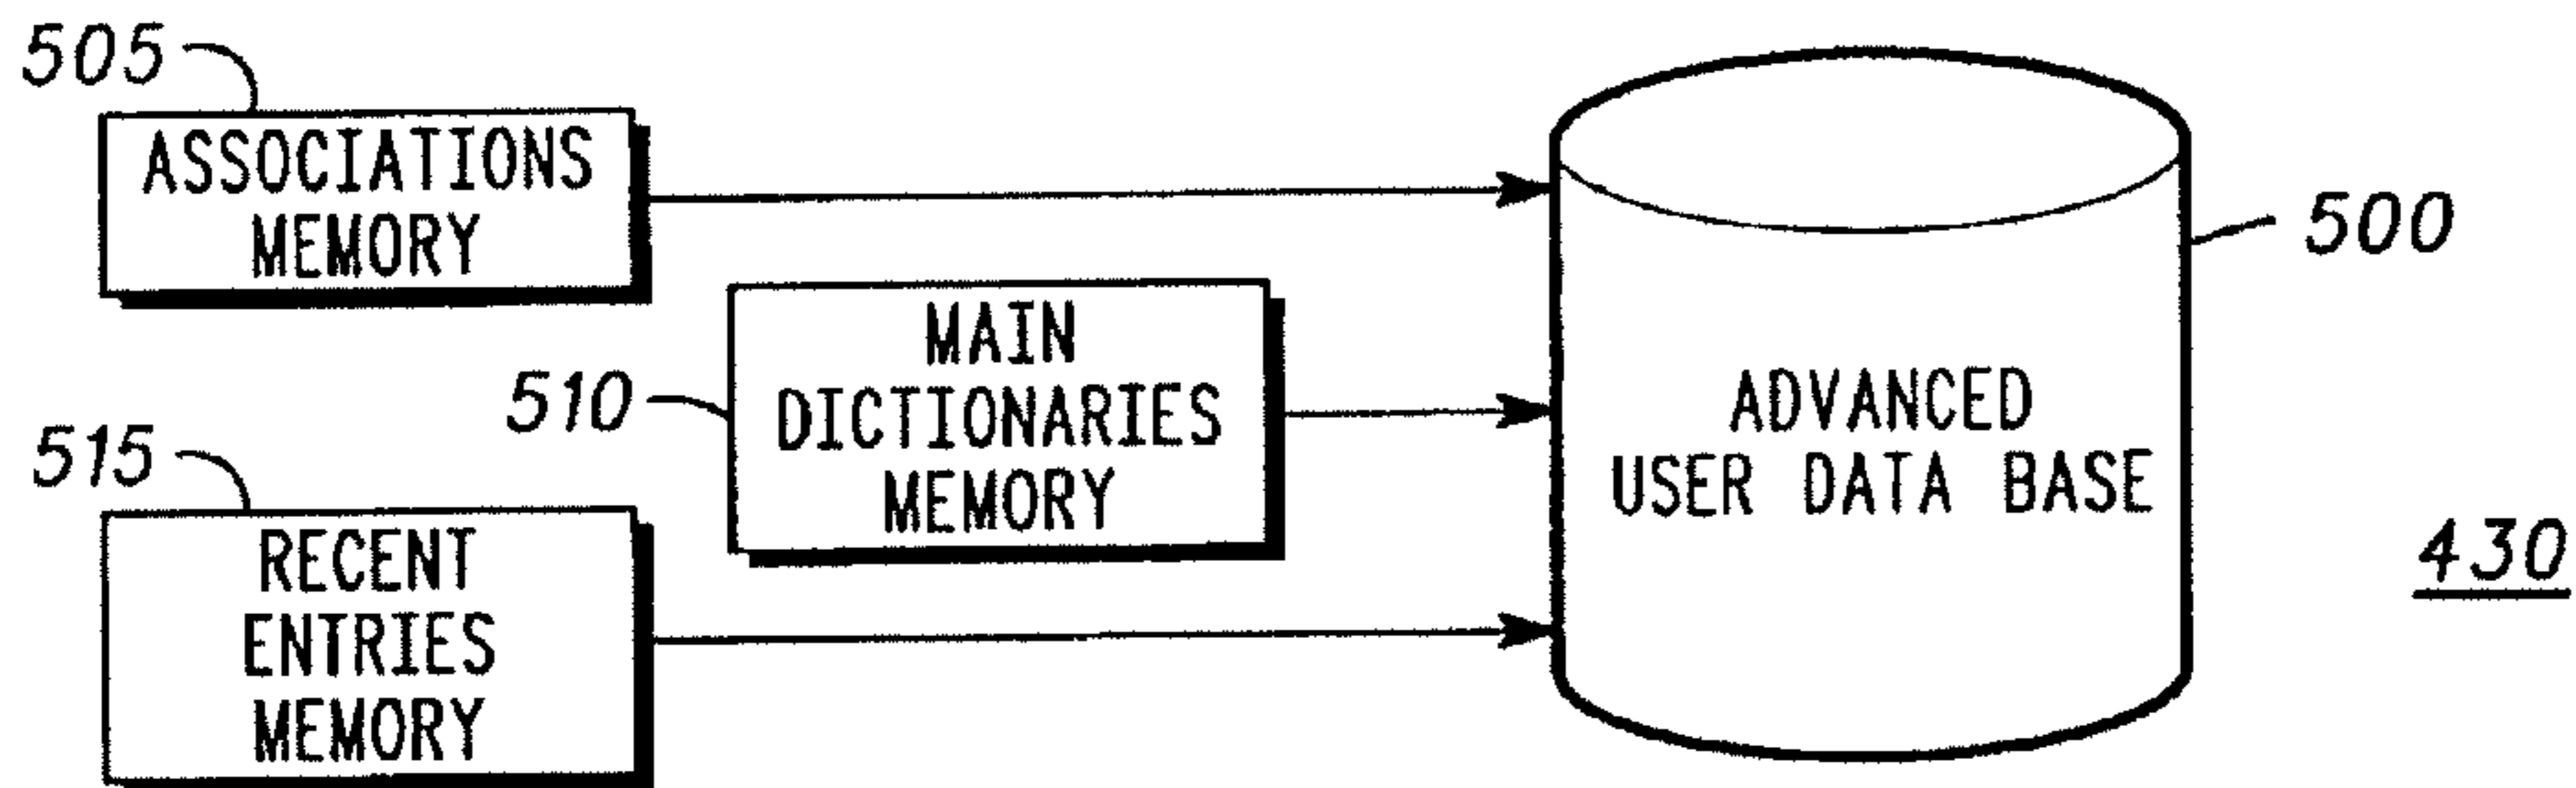 505
ASSOCIATIONS
MEMORY
510
MAIN
DICTIONARIES
MEMORY
515
RECENT
ENTRIES
MEMORY
ADVANCED
USER DATA BASE
500
430